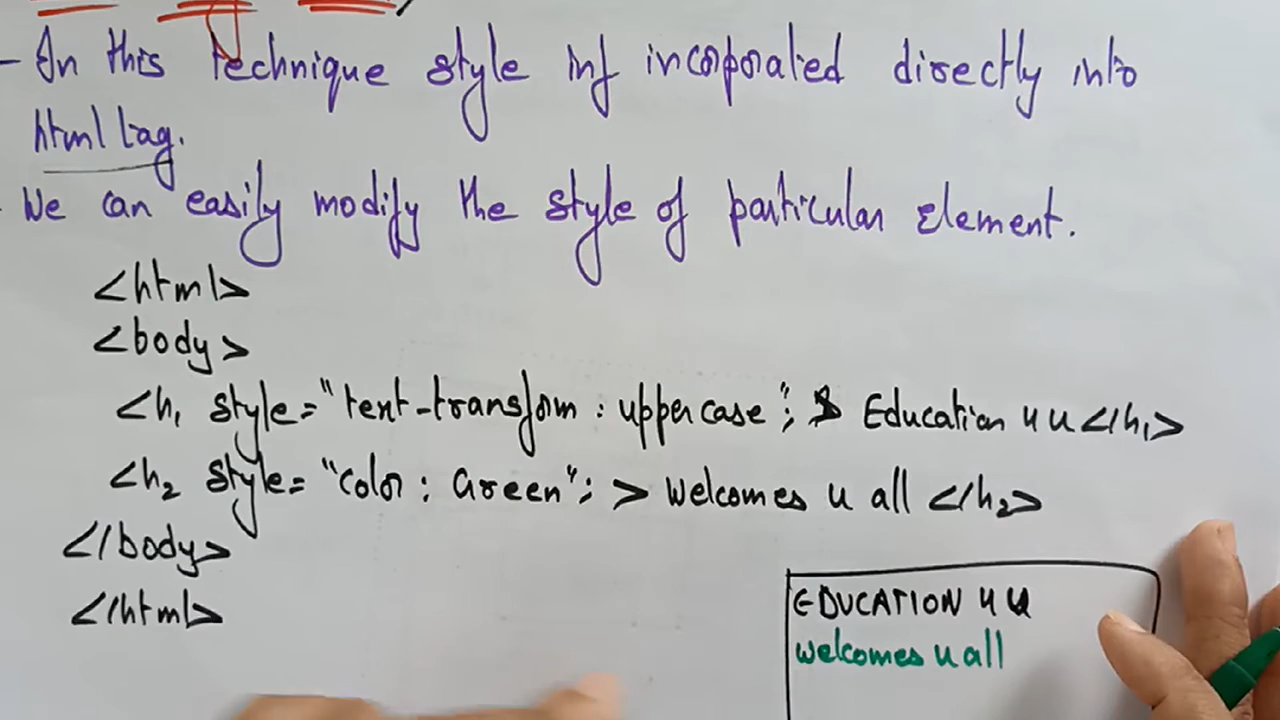 - In this technique style inf incorporated directly into
html tag.
- We can easily modify the style of particular element.
<html>
<body>
<h1 style="text-transform : uppercase"; > Education 4 u </h1>
<h2 style="color : Green"; > Welcomes u all </h2>
</body>
</html>
EDUCATION 4 U
Welcomes u all